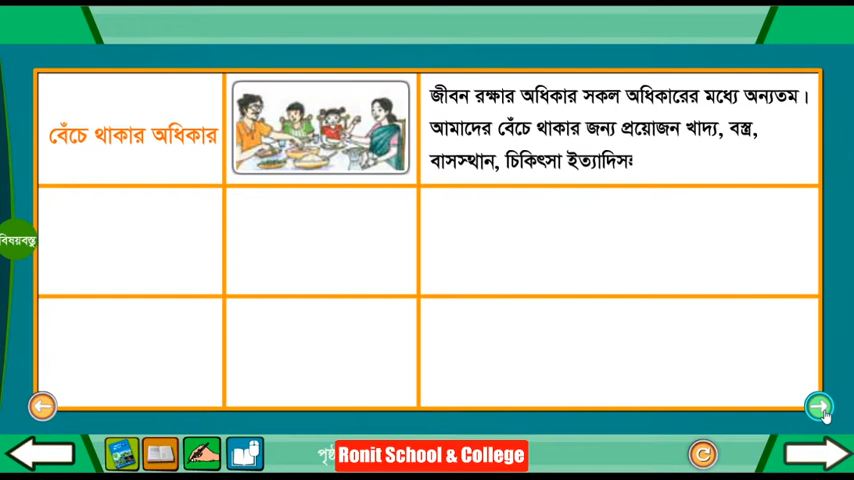 বেঁচে থাকার অধিকার
জীবন রক্ষার অধিকার সকল অধিকারের মধ্যে অন্যতম।
আমাদের বেঁচে থাকার জন্য প্রয়োজন খাদ্য, বস্ত্র,
বাসস্থান, চিকিৎসা
বিষয়বস্তু
Ronit School & College